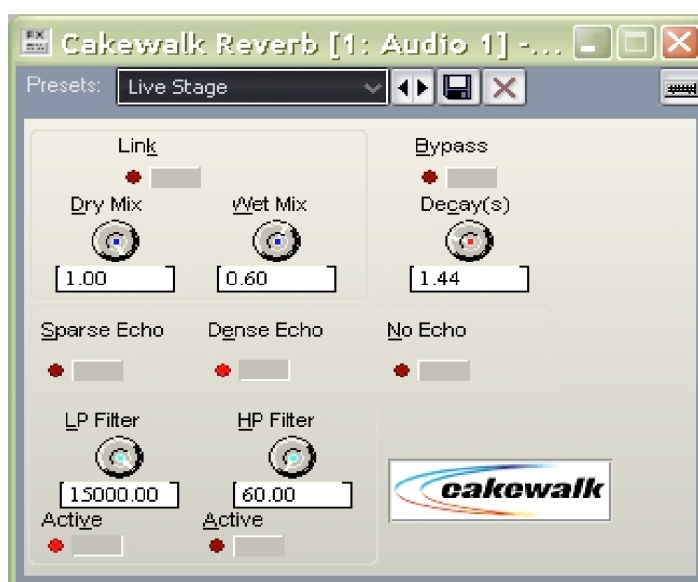 Cakewalk Reverb [1: Audio 1] -...
Presets: Live Stage
Link Bypass
Dry Mix Wet Mix Decay(s)
1.00 0.60 1.44
Sparse Echo Dense Echo No Echo
LP Filter HP Filter
15000.00 60.00
cakewalk
Active Active